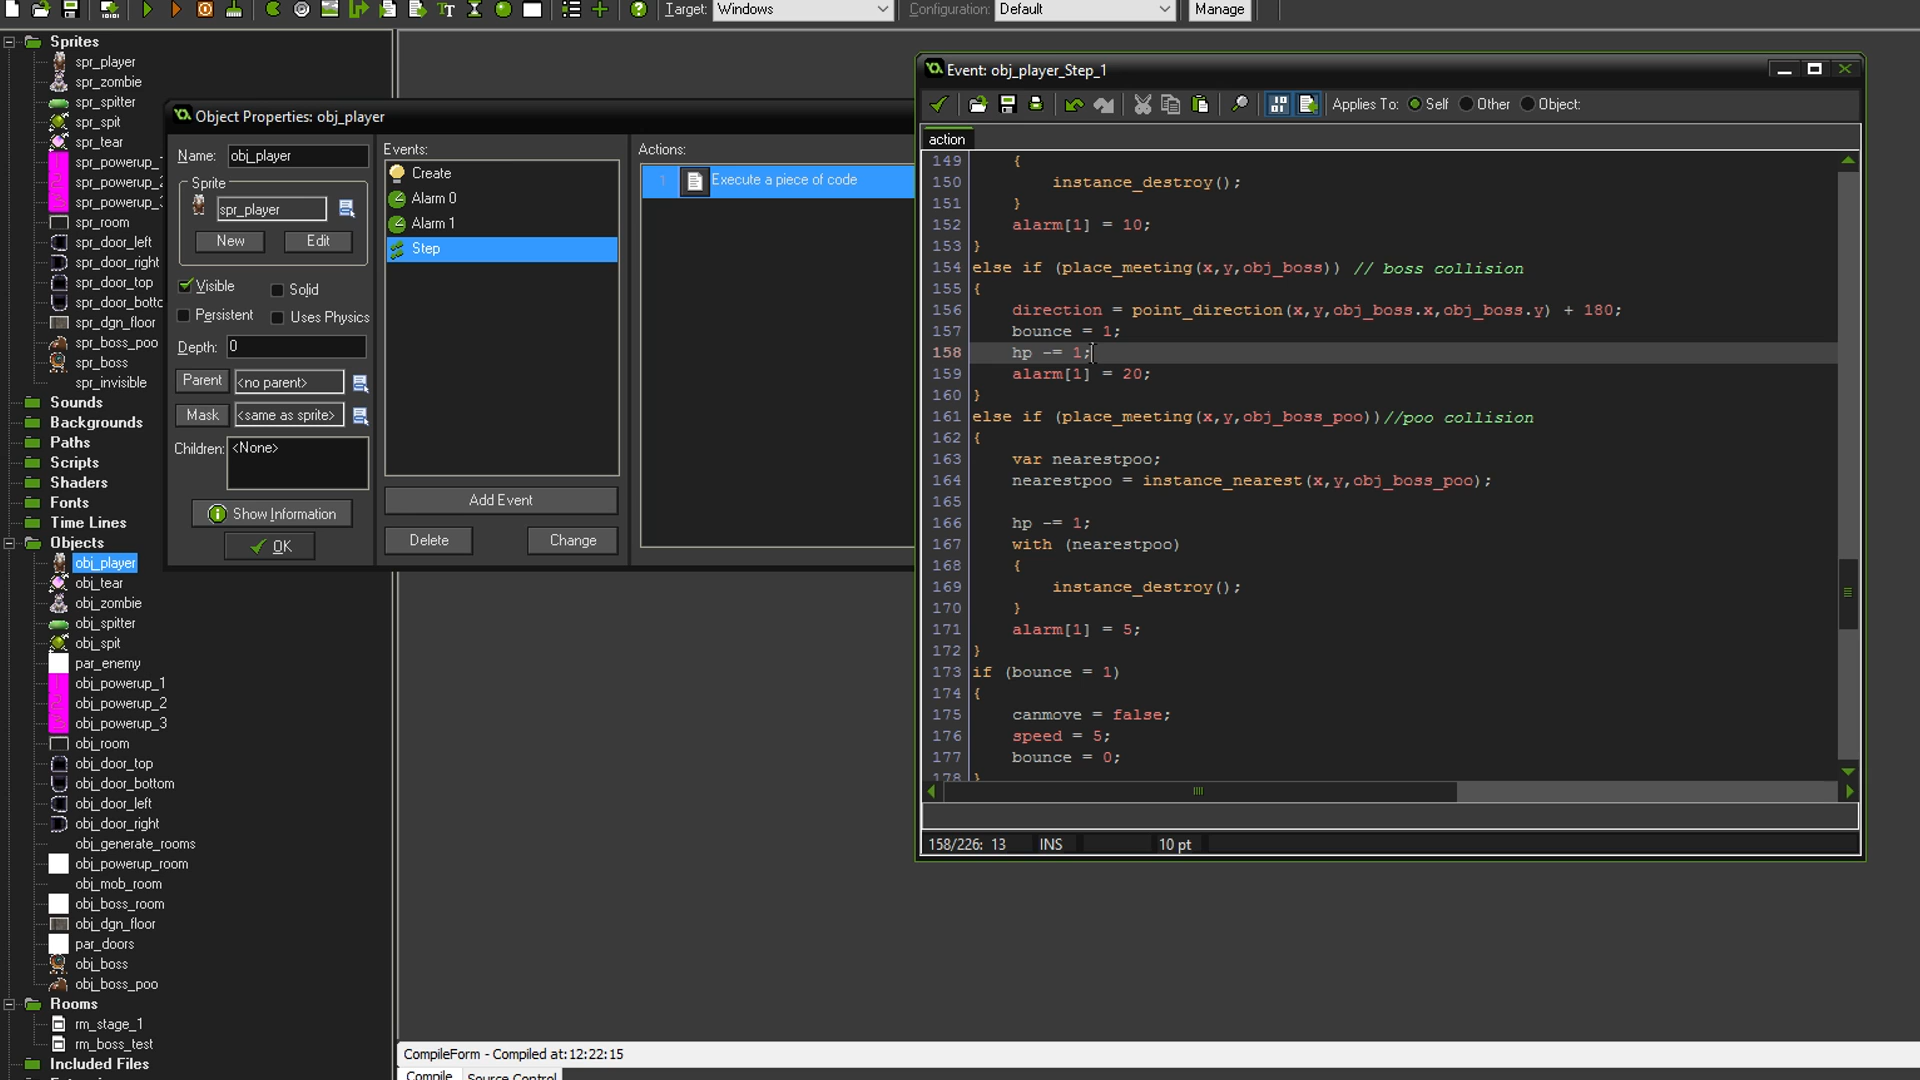 Target: Windows Configuration: Default Manage
Sprites
spr_player
spr_zombie
spr_spitter
spr_spit
spr_tear
spr_powerup_
spr_powerup_2
spr_powerup_3
spr_room
spr_door_left
spr_door_right
spr_door_top
spr_door_botto
spr_dgn_floor
spr_boss_poo
spr_boss
spr_invisible
Sounds
Backgrounds
Paths
Scripts
Shaders
Fonts
Time Lines
Objects
obj_player
obj_tear
obj_zombie
obj_spitter
obj_spit
par_enemy
obj_powerup_1
obj_powerup_2
obj_powerup_3
obj_room
obj_door_top
obj_door_bottom
obj_door_left
obj_door_right
obj_generate_rooms
obj_powerup_room
obj_mob_room
obj_boss_room
obj_dgn_floor
par_doors
obj_boss
obj_boss_poo
Rooms
rm_stage_1
rm_boss_test
Included Files
Object Properties: obj_player
Name: obj_player
Sprite
spr_player
New Edit
Visible Solid
Persistent Uses Physics
Depth: 0
Parent <no parent>
Mask <same as sprite>
Children: <None>
Show Information
OK
Events:
Create
Alarm 0
Alarm 1
Step
Add Event
Delete Change
Actions:
1 Execute a piece of code
Event: obj_player_Step_1
Applies To: Self Other Object:
action
149 {
150 instance_destroy();
151 }
152 alarm[1] = 10;
153 }
154 else if (place_meeting(x,y,obj_boss)) // boss collision
155 {
156 direction = point_direction(x,y,obj_boss.x,obj_boss.y) + 180;
157 bounce = 1;
158 hp -= 1;
159 alarm[1] = 20;
160 }
161 else if (place_meeting(x,y,obj_boss_poo))//poo collision
162 {
163 var nearestpoo;
164 nearestpoo = instance_nearest(x,y,obj_boss_poo);
165
166 hp -= 1;
167 with (nearestpoo)
168 {
169 instance_destroy();
170 }
171 alarm[1] = 5;
172 }
173 if (bounce = 1)
174 {
175 canmove = false;
176 speed = 5;
177 bounce = 0;
178 }
158/226: 13 INS 10 pt
CompileForm - Compiled at:12:22:15
Compile Source Control